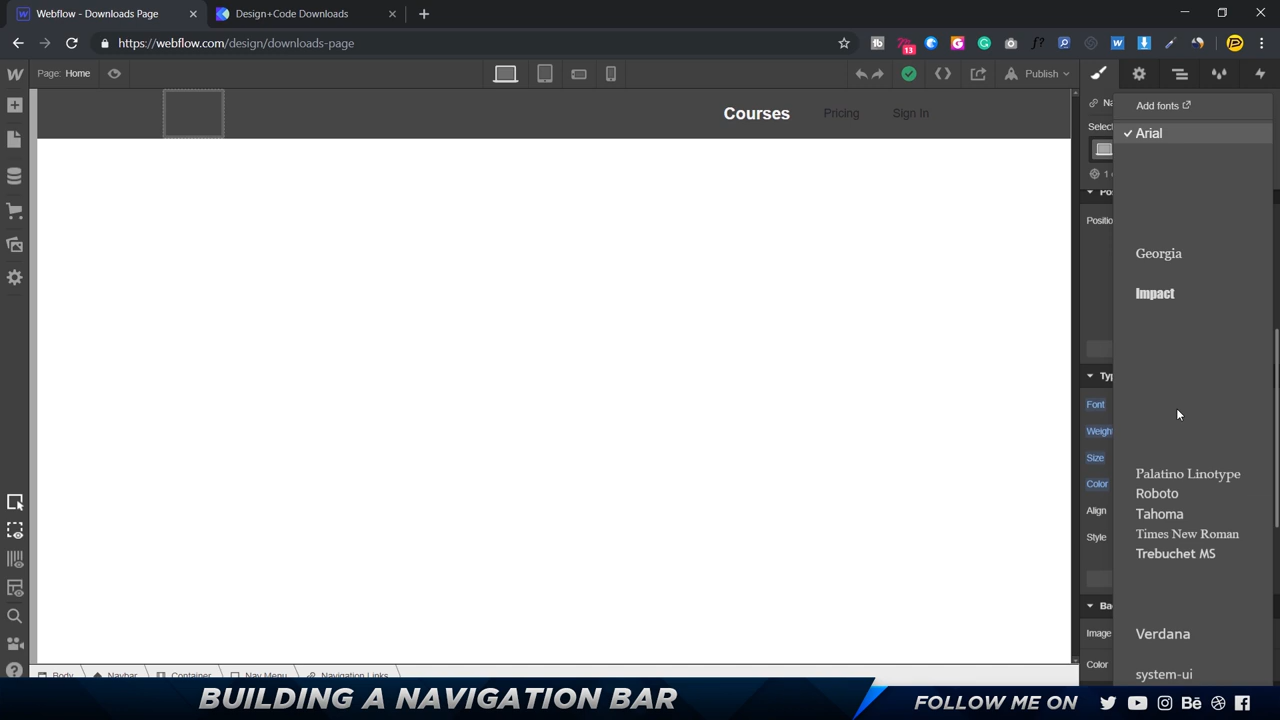 Webflow - Downloads Page
Design+Code Downloads
https://webflow.com/design/downloads-page
13
Page: Home
Publish
Courses
Pricing
Sign In
Add fonts
Arial
Georgia
Impact
Palatino Linotype
Roboto
Tahoma
Times New Roman
Trebuchet MS
Verdana
system-ui
Font
Weight
Size
Color
Align
Style
Image
Color
Body
Navbar
Container
Nav Menu
Navigation Links
BUILDING A NAVIGATION BAR
FOLLOW ME ON